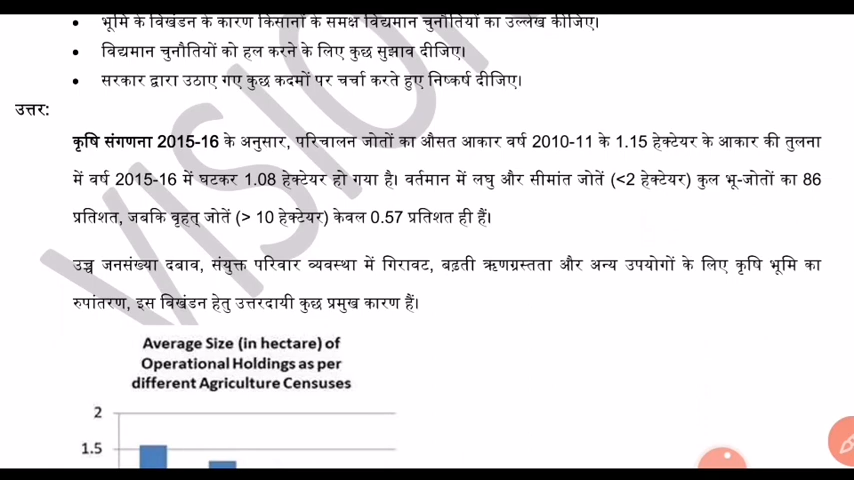 • भूमि के विखंडन के कारण किसानों के समक्ष विद्यमान चुनौतियों का उल्लेख कीजिए।
• विद्यमान चुनौतियों को हल करने के लिए कुछ सुझाव दीजिए।
• सरकार द्वारा उठाए गए कुछ कदमों पर चर्चा करते हुए निष्कर्ष दीजिए।
उत्तर:
कृषि संगणना 2015-16 के अनुसार, परिचालन जोतों का औसत आकार वर्ष 2010-11 के 1.15 हेक्टेयर के आकार की तुलना
में वर्ष 2015-16 में घटकर 1.08 हेक्टेयर हो गया है। वर्तमान में लघु और सीमांत जोतें (<2 हेक्टेयर) कुल भू-जोतों का 86
प्रतिशत, जबकि वृहत् जोतें (> 10 हेक्टेयर) केवल 0.57 प्रतिशत ही हैं।
उच्च जनसंख्या दबाव, संयुक्त परिवार व्यवस्था में गिरावट, बढ़ती ऋणग्रस्तता और अन्य उपयोगों के लिए कृषि भूमि का
रुपांतरण, इस विखंडन हेतु उत्तरदायी कुछ प्रमुख कारण हैं।
Average Size (in hectare) of
Operational Holdings as per
different Agriculture Censuses
2
1.5
VISION